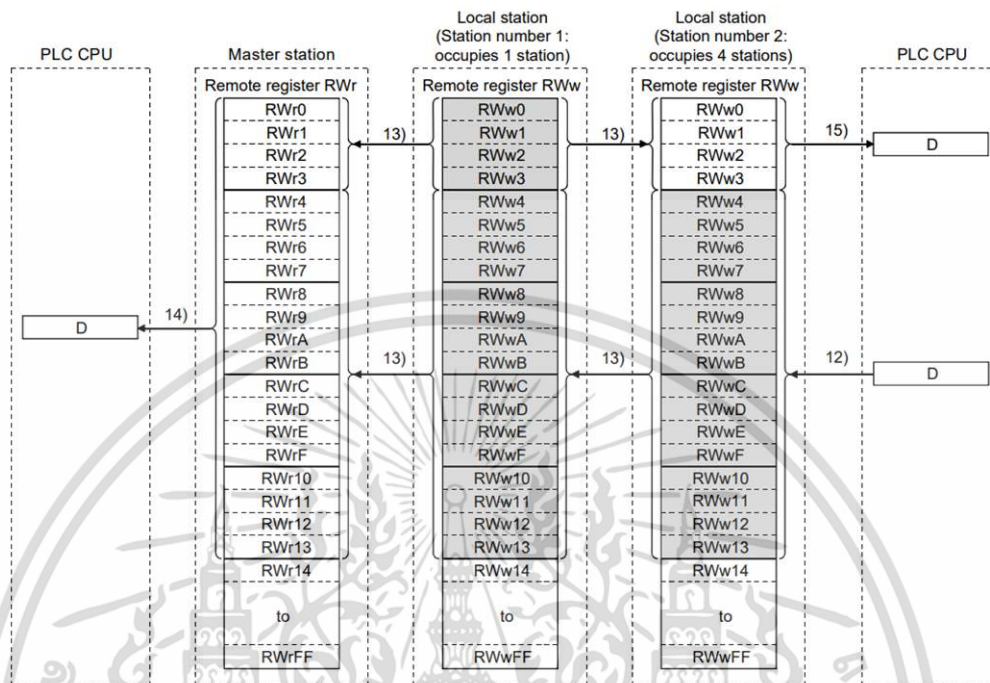 PLC CPU
Master station
Local station
(Station number 1:
occupies 1 station)
Local station
(Station number 2:
occupies 4 stations)
PLC CPU
Remote register RWr
RWr0
RWr1
RWr2
RWr3
RWr4
RWr5
RWr6
RWr7
RWr8
RWr9
RWrA
RWrB
RWrC
RWrD
RWrE
RWrF
RWr10
RWr11
RWr12
RWr13
RWr14
to
RWrFF
Remote register RWw
RWw0
RWw1
RWw2
RWw3
RWw4
RWw5
RWw6
RWw7
RWw8
RWw9
RWwA
RWwB
RWwC
RWwD
RWwE
RWwF
RWw10
RWw11
RWw12
RWw13
RWw14
to
RWwFF
Remote register RWw
RWw0
RWw1
RWw2
RWw3
RWw4
RWw5
RWw6
RWw7
RWw8
RWw9
RWwA
RWwB
RWwC
RWwD
RWwE
RWwF
RWw10
RWw11
RWw12
RWw13
RWw14
to
RWwFF
13)
13)
15)
D
14)
D
13)
13)
12)
D